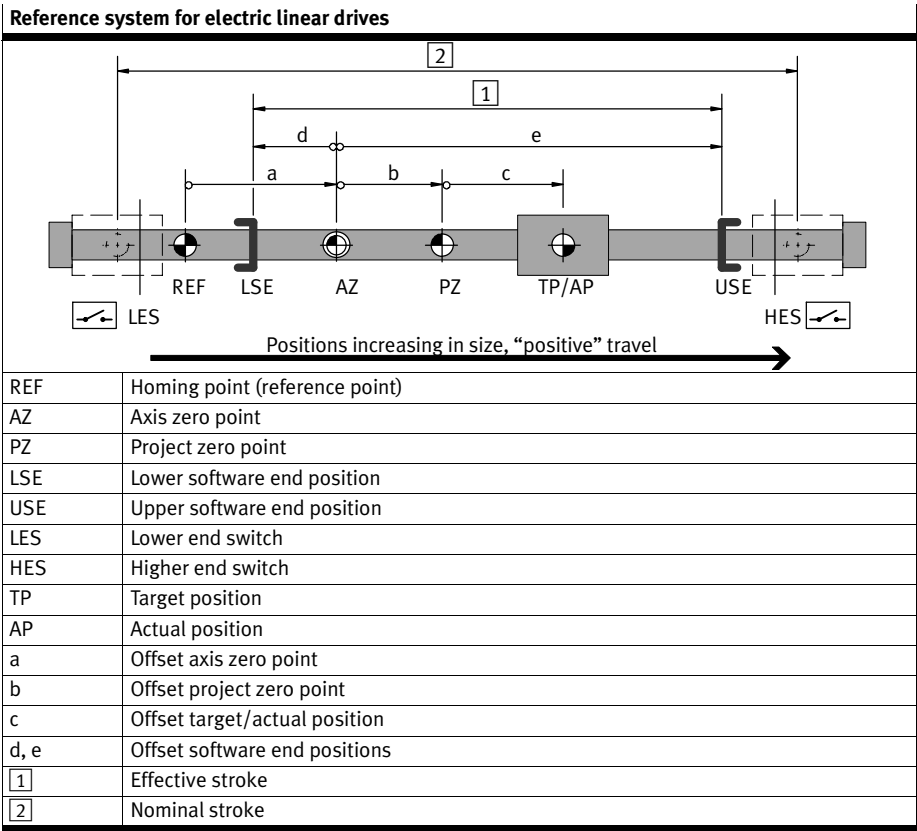 Reference system for electric linear drives
2
1
d e
a b c
REF LSE AZ PZ TP/AP USE
LES HES
Positions increasing in size, “positive” travel
REF Homing point (reference point)
AZ Axis zero point
PZ Project zero point
LSE Lower software end position
USE Upper software end position
LES Lower end switch
HES Higher end switch
TP Target position
AP Actual position
a Offset axis zero point
b Offset project zero point
c Offset target/actual position
d, e Offset software end positions
1 Effective stroke
2 Nominal stroke